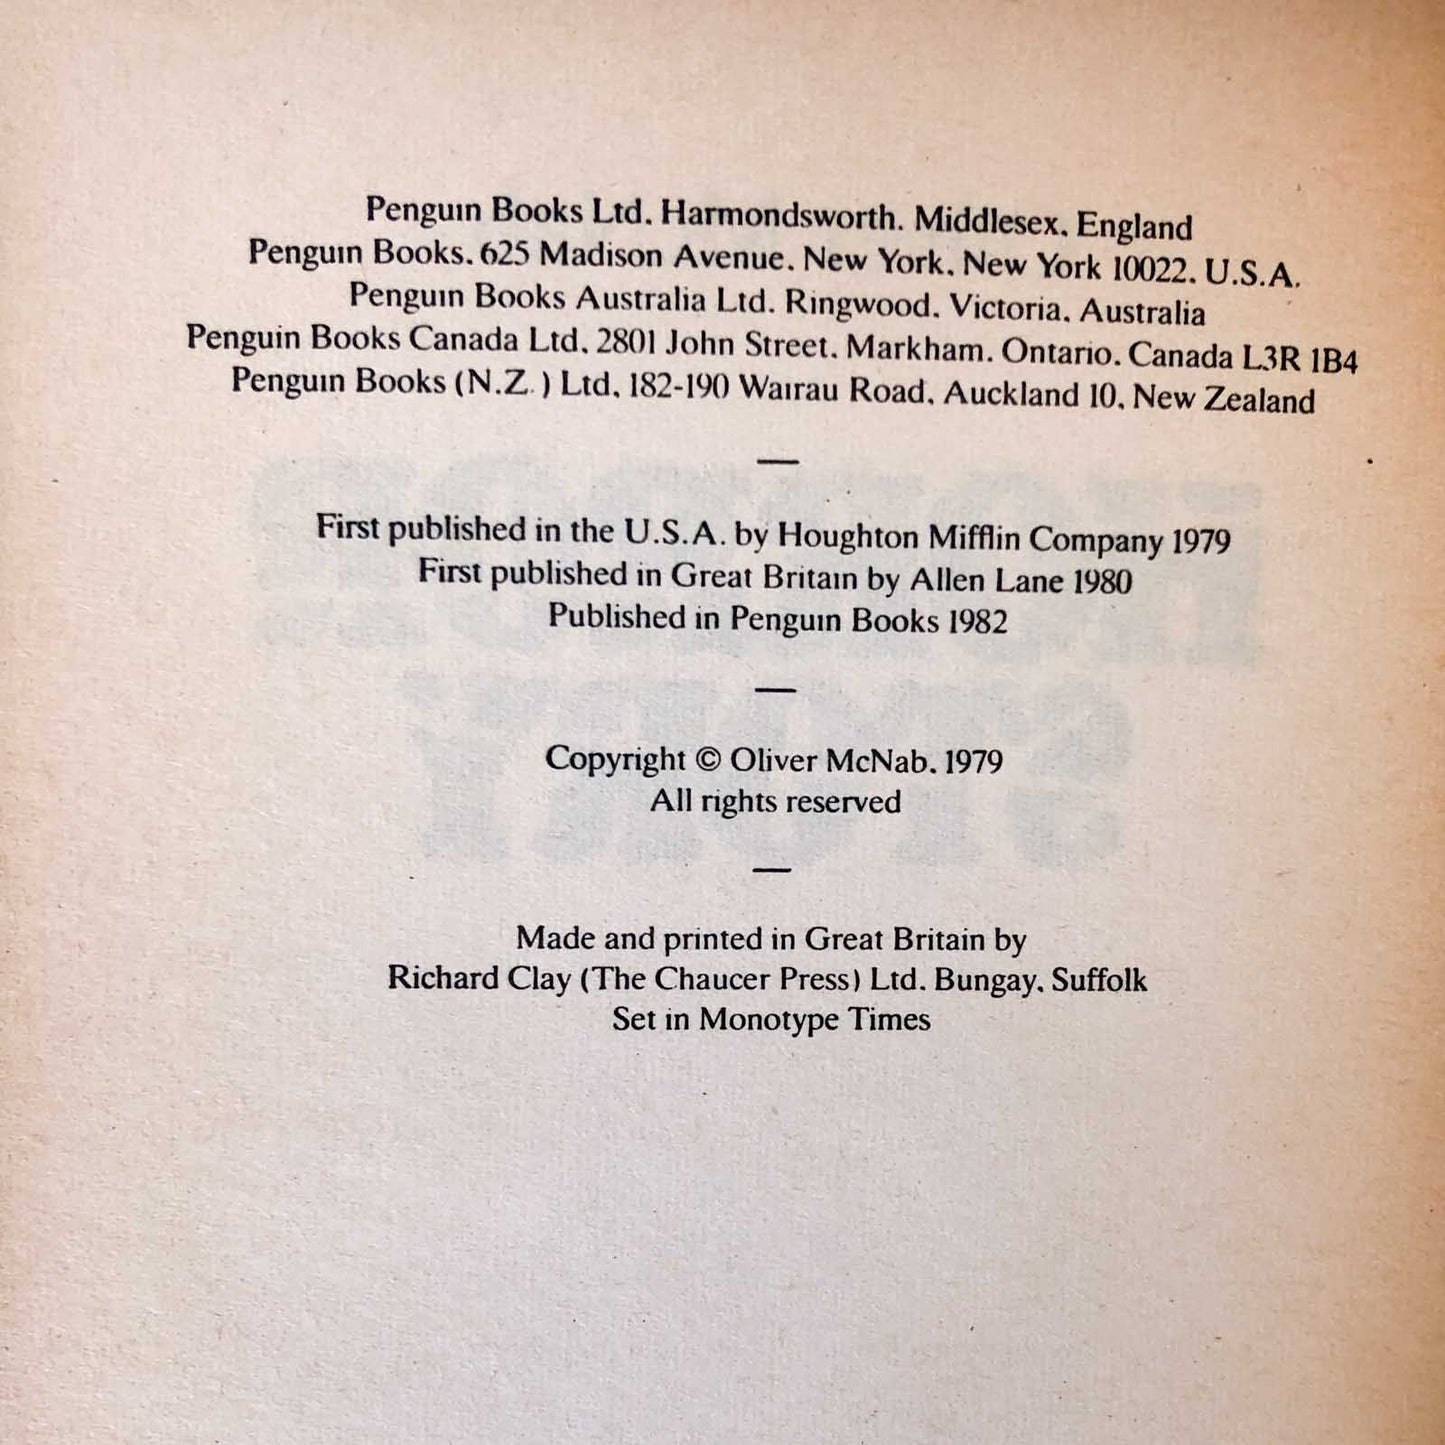 Penguin Books Ltd, Harmondsworth, Middlesex, England
Penguin Books, 625 Madison Avenue, New York, New York 10022, U.S.A.
Penguin Books Australia Ltd, Ringwood, Victoria, Australia
Penguin Books Canada Ltd, 2801 John Street, Markham, Ontario, Canada L3R 1B4
Penguin Books (N.Z.) Ltd, 182-190 Wairau Road, Auckland 10, New Zealand
First published in the U.S.A. by Houghton Mifflin Company 1979
First published in Great Britain by Allen Lane 1980
Published in Penguin Books 1982
Copyright © Oliver McNab, 1979
All rights reserved
Made and printed in Great Britain by
Richard Clay (The Chaucer Press) Ltd, Bungay, Suffolk
Set in Monotype Times